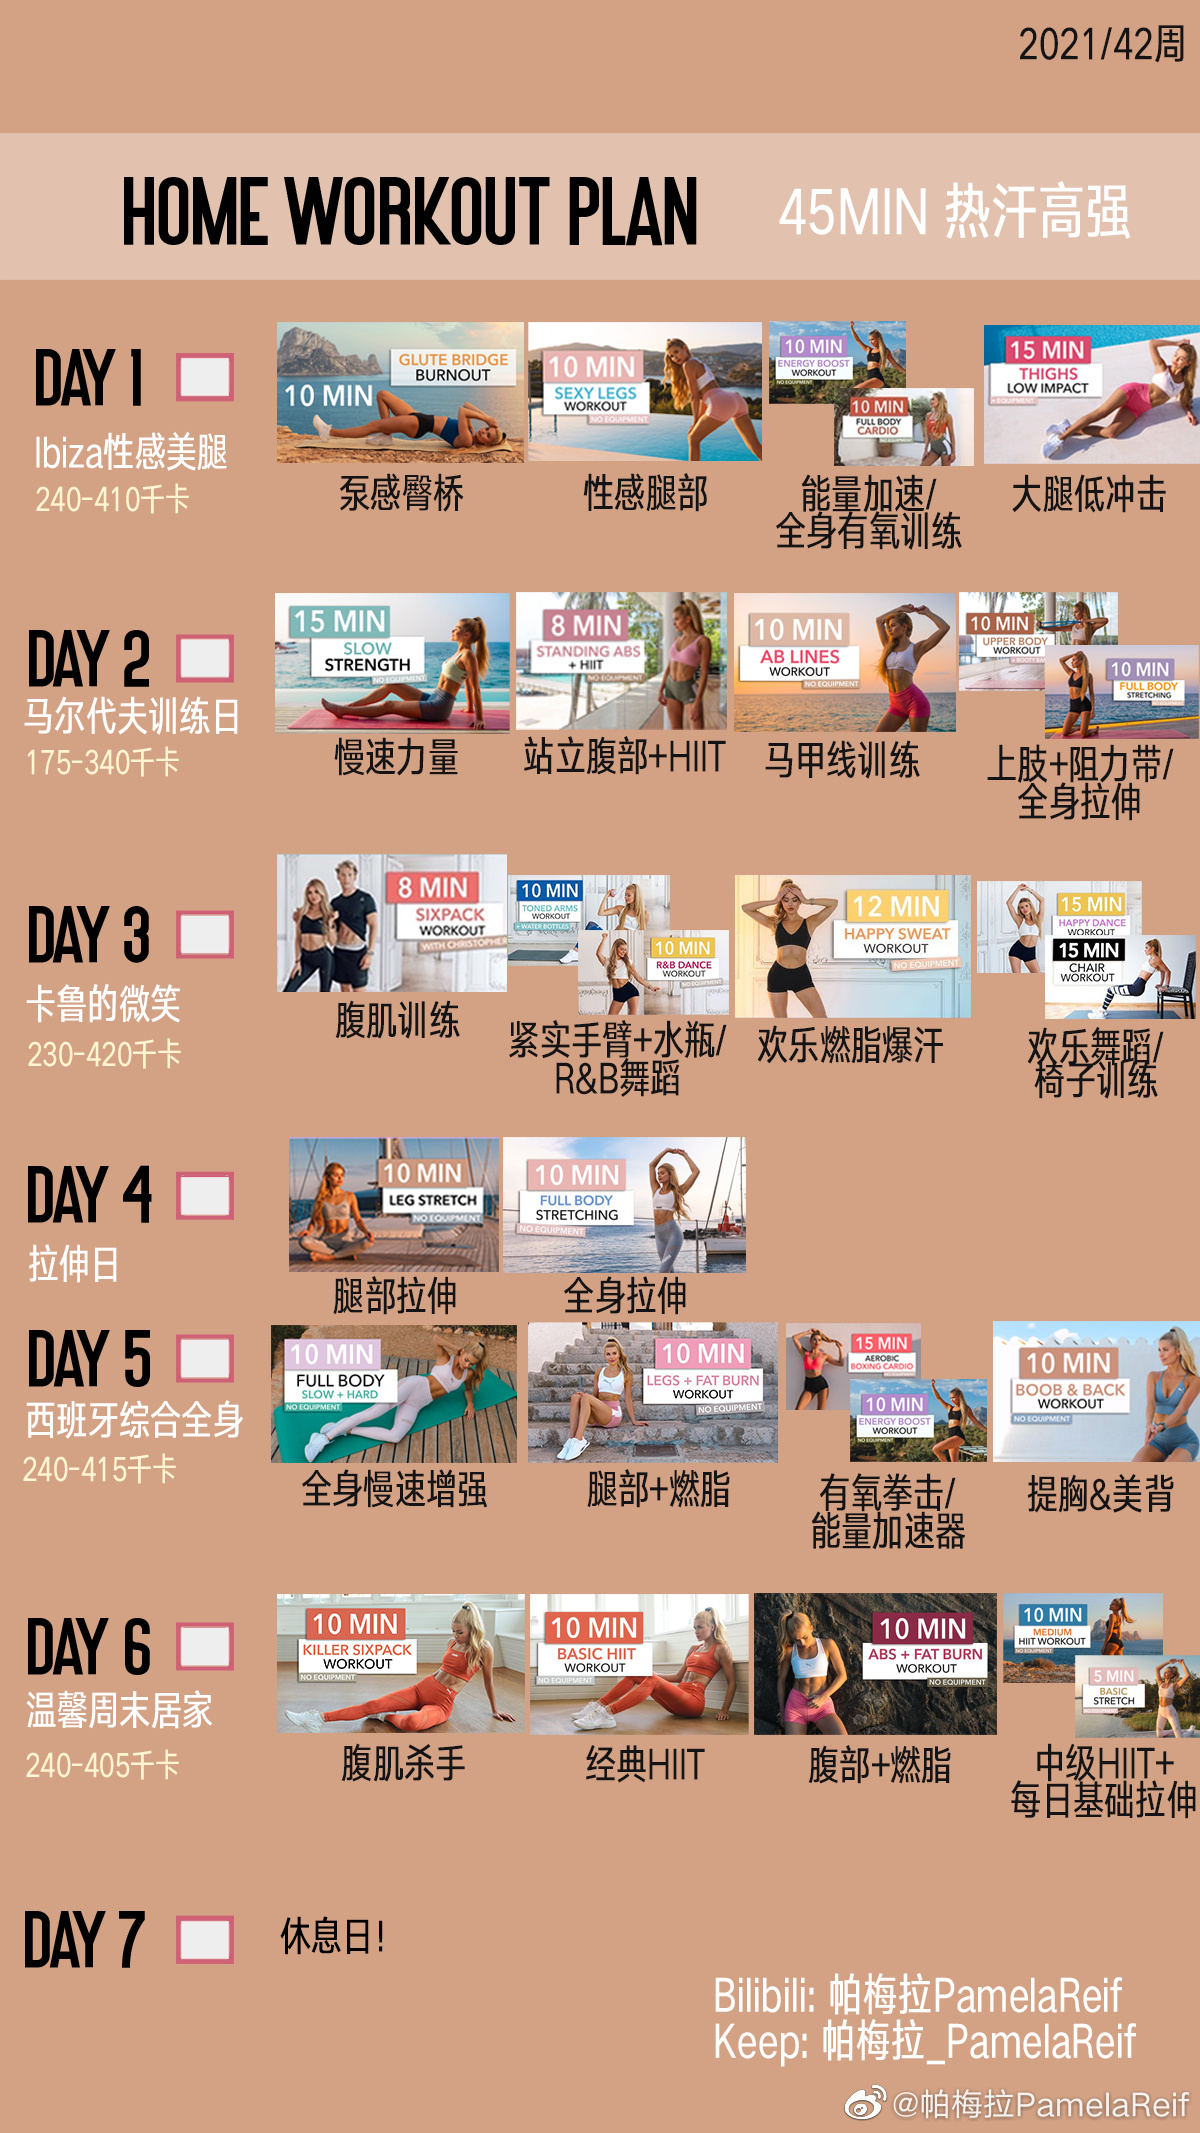 2021/42周
HOME WORKOUT PLAN
45MIN 热汗高强
DAY 1
Ibiza性感美腿
240-410千卡
10 MIN
GLUTE BRIDGE
BURNOUT
泵感臀桥
10 MIN
SEXY LEGS
WORKOUT
NO EQUIPMENT
性感腿部
10 MIN
ENERGY BOOST
WORKOUT
NO EQUIPMENT
10 MIN
FULL BODY
CARDIO
NO EQUIPMENT
能量加速/
全身有氧训练
15 MIN
THIGHS
LOW IMPACT
大腿低冲击
DAY 2
马尔代夫训练日
175-340千卡
15 MIN
SLOW
STRENGTH
NO EQUIPMENT
慢速力量
8 MIN
STANDING ABS
+ HIIT
NO EQUIPMENT
站立腹部+HIIT
10 MIN
AB LINES
WORKOUT
NO EQUIPMENT
马甲线训练
10 MIN
UPPER BODY
WORKOUT
10 MIN
FULL BODY
STRETCHING
NO EQUIPMENT
上肢+阻力带/
全身拉伸
DAY 3
卡鲁的微笑
230-420千卡
8 MIN
SIXPACK
WORKOUT
WITH CHRISTOPHER
腹肌训练
10 MIN
TONED ARMS
WORKOUT
+ WATER BOTTLES
10 MIN
R&B DANCE
WORKOUT
紧实手臂+水瓶/
R&B舞蹈
12 MIN
HAPPY SWEAT
WORKOUT
NO EQUIPMENT
欢乐燃脂爆汗
15 MIN
HAPPY DANCE
WORKOUT
15 MIN
CHAIR
WORKOUT
欢乐舞蹈/
椅子训练
DAY 4
拉伸日
10 MIN
LEG STRETCH
NO EQUIPMENT
腿部拉伸
10 MIN
FULL BODY
STRETCHING
NO EQUIPMENT
全身拉伸
DAY 5
西班牙综合全身
240-415千卡
10 MIN
FULL BODY
SLOW + HARD
NO EQUIPMENT
全身慢速增强
10 MIN
LEGS + FAT BURN
WORKOUT
NO EQUIPMENT
腿部+燃脂
15 MIN
AEROBIC
BOXING CARDIO
10 MIN
ENERGY BOOST
WORKOUT
NO EQUIPMENT
有氧拳击/
能量加速器
10 MIN
BOOB & BACK
WORKOUT
NO EQUIPMENT
提胸&美背
DAY 6
温馨周末居家
240-405千卡
10 MIN
KILLER SIXPACK
WORKOUT
NO EQUIPMENT
腹肌杀手
10 MIN
BASIC HIIT
WORKOUT
NO EQUIPMENT
经典HIIT
10 MIN
ABS + FAT BURN
WORKOUT
NO EQUIPMENT
腹部+燃脂
10 MIN
MEDIUM
HIIT WORKOUT
NO EQUIPMENT
5 MIN
BASIC
STRETCH
中级HIIT+
每日基础拉伸
DAY 7
休息日!
Bilibili: 帕梅拉PamelaReif
Keep: 帕梅拉_PamelaReif
@帕梅拉PamelaReif